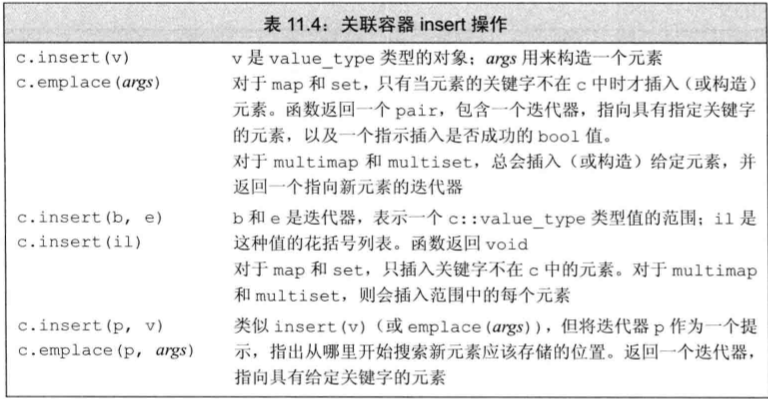 表 11.4：关联容器 insert 操作
c.insert(v) v 是 value_type 类型的对象；args 用来构造一个元素
c.emplace(args) 对于 map 和 set，只有当元素的关键字不在 c 中时才插入（或构造）
元素。函数返回一个 pair，包含一个迭代器，指向具有指定关键字
的元素，以及一个指示插入是否成功的 bool 值。
对于 multimap 和 multiset，总会插入（或构造）给定元素，并
返回一个指向新元素的迭代器
c.insert(b, e) b 和 e 是迭代器，表示一个 c::value_type 类型值的范围；il 是
c.insert(il) 这种值的花括号列表。函数返回 void
对于 map 和 set，只插入关键字不在 c 中的元素。对于 multimap
和 multiset，则会插入范围中的每个元素
c.insert(p, v) 类似 insert(v)（或 emplace(args)），但将迭代器 p 作为一个提
c.emplace(p, args) 示，指出从哪里开始搜索新元素应该存储的位置。返回一个迭代器，
指向具有给定关键字的元素